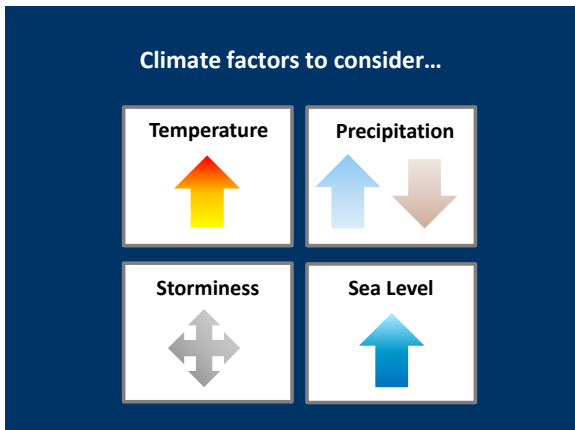 Climate factors to consider…
Temperature
Precipitation
Storminess
Sea Level